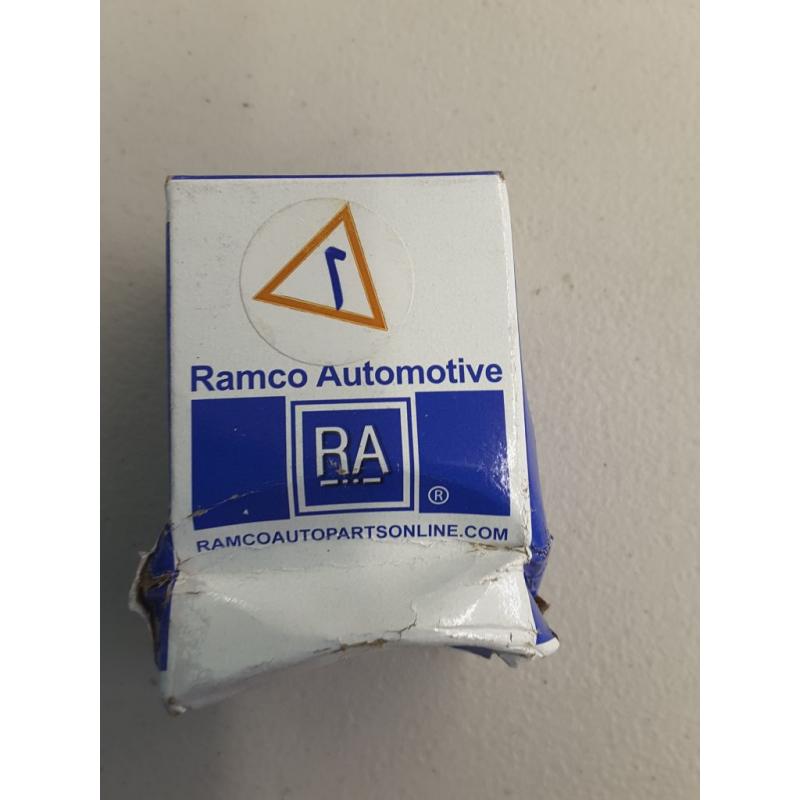 Ramco Automotive
RA
®
RAMCOAUTOPARTSONLINE.COM